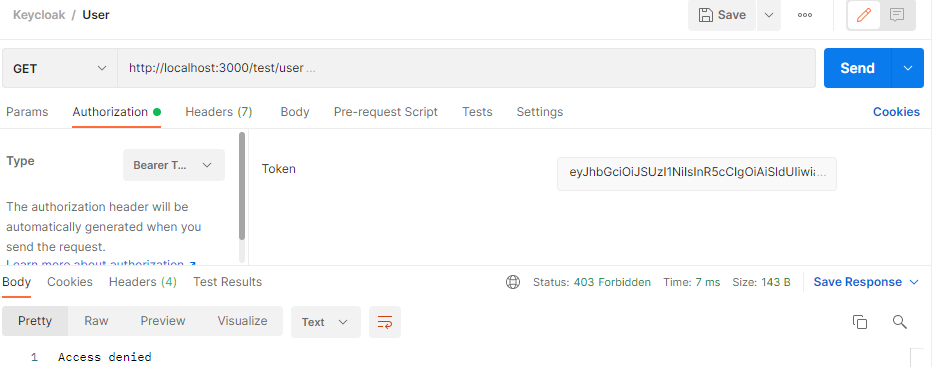 Keycloak / User
Save
GET
http://localhost:3000/test/user ...
Send
Params Authorization Headers (7) Body Pre-request Script Tests Settings Cookies
Type
Bearer T...
Token
The authorization header will be
automatically generated when you
send the request.
Learn more about authorization ↗
Body Cookies Headers (4) Test Results
Status: 403 Forbidden Time: 7 ms Size: 143 B
Save Response
Pretty Raw Preview Visualize Text
1 Access denied